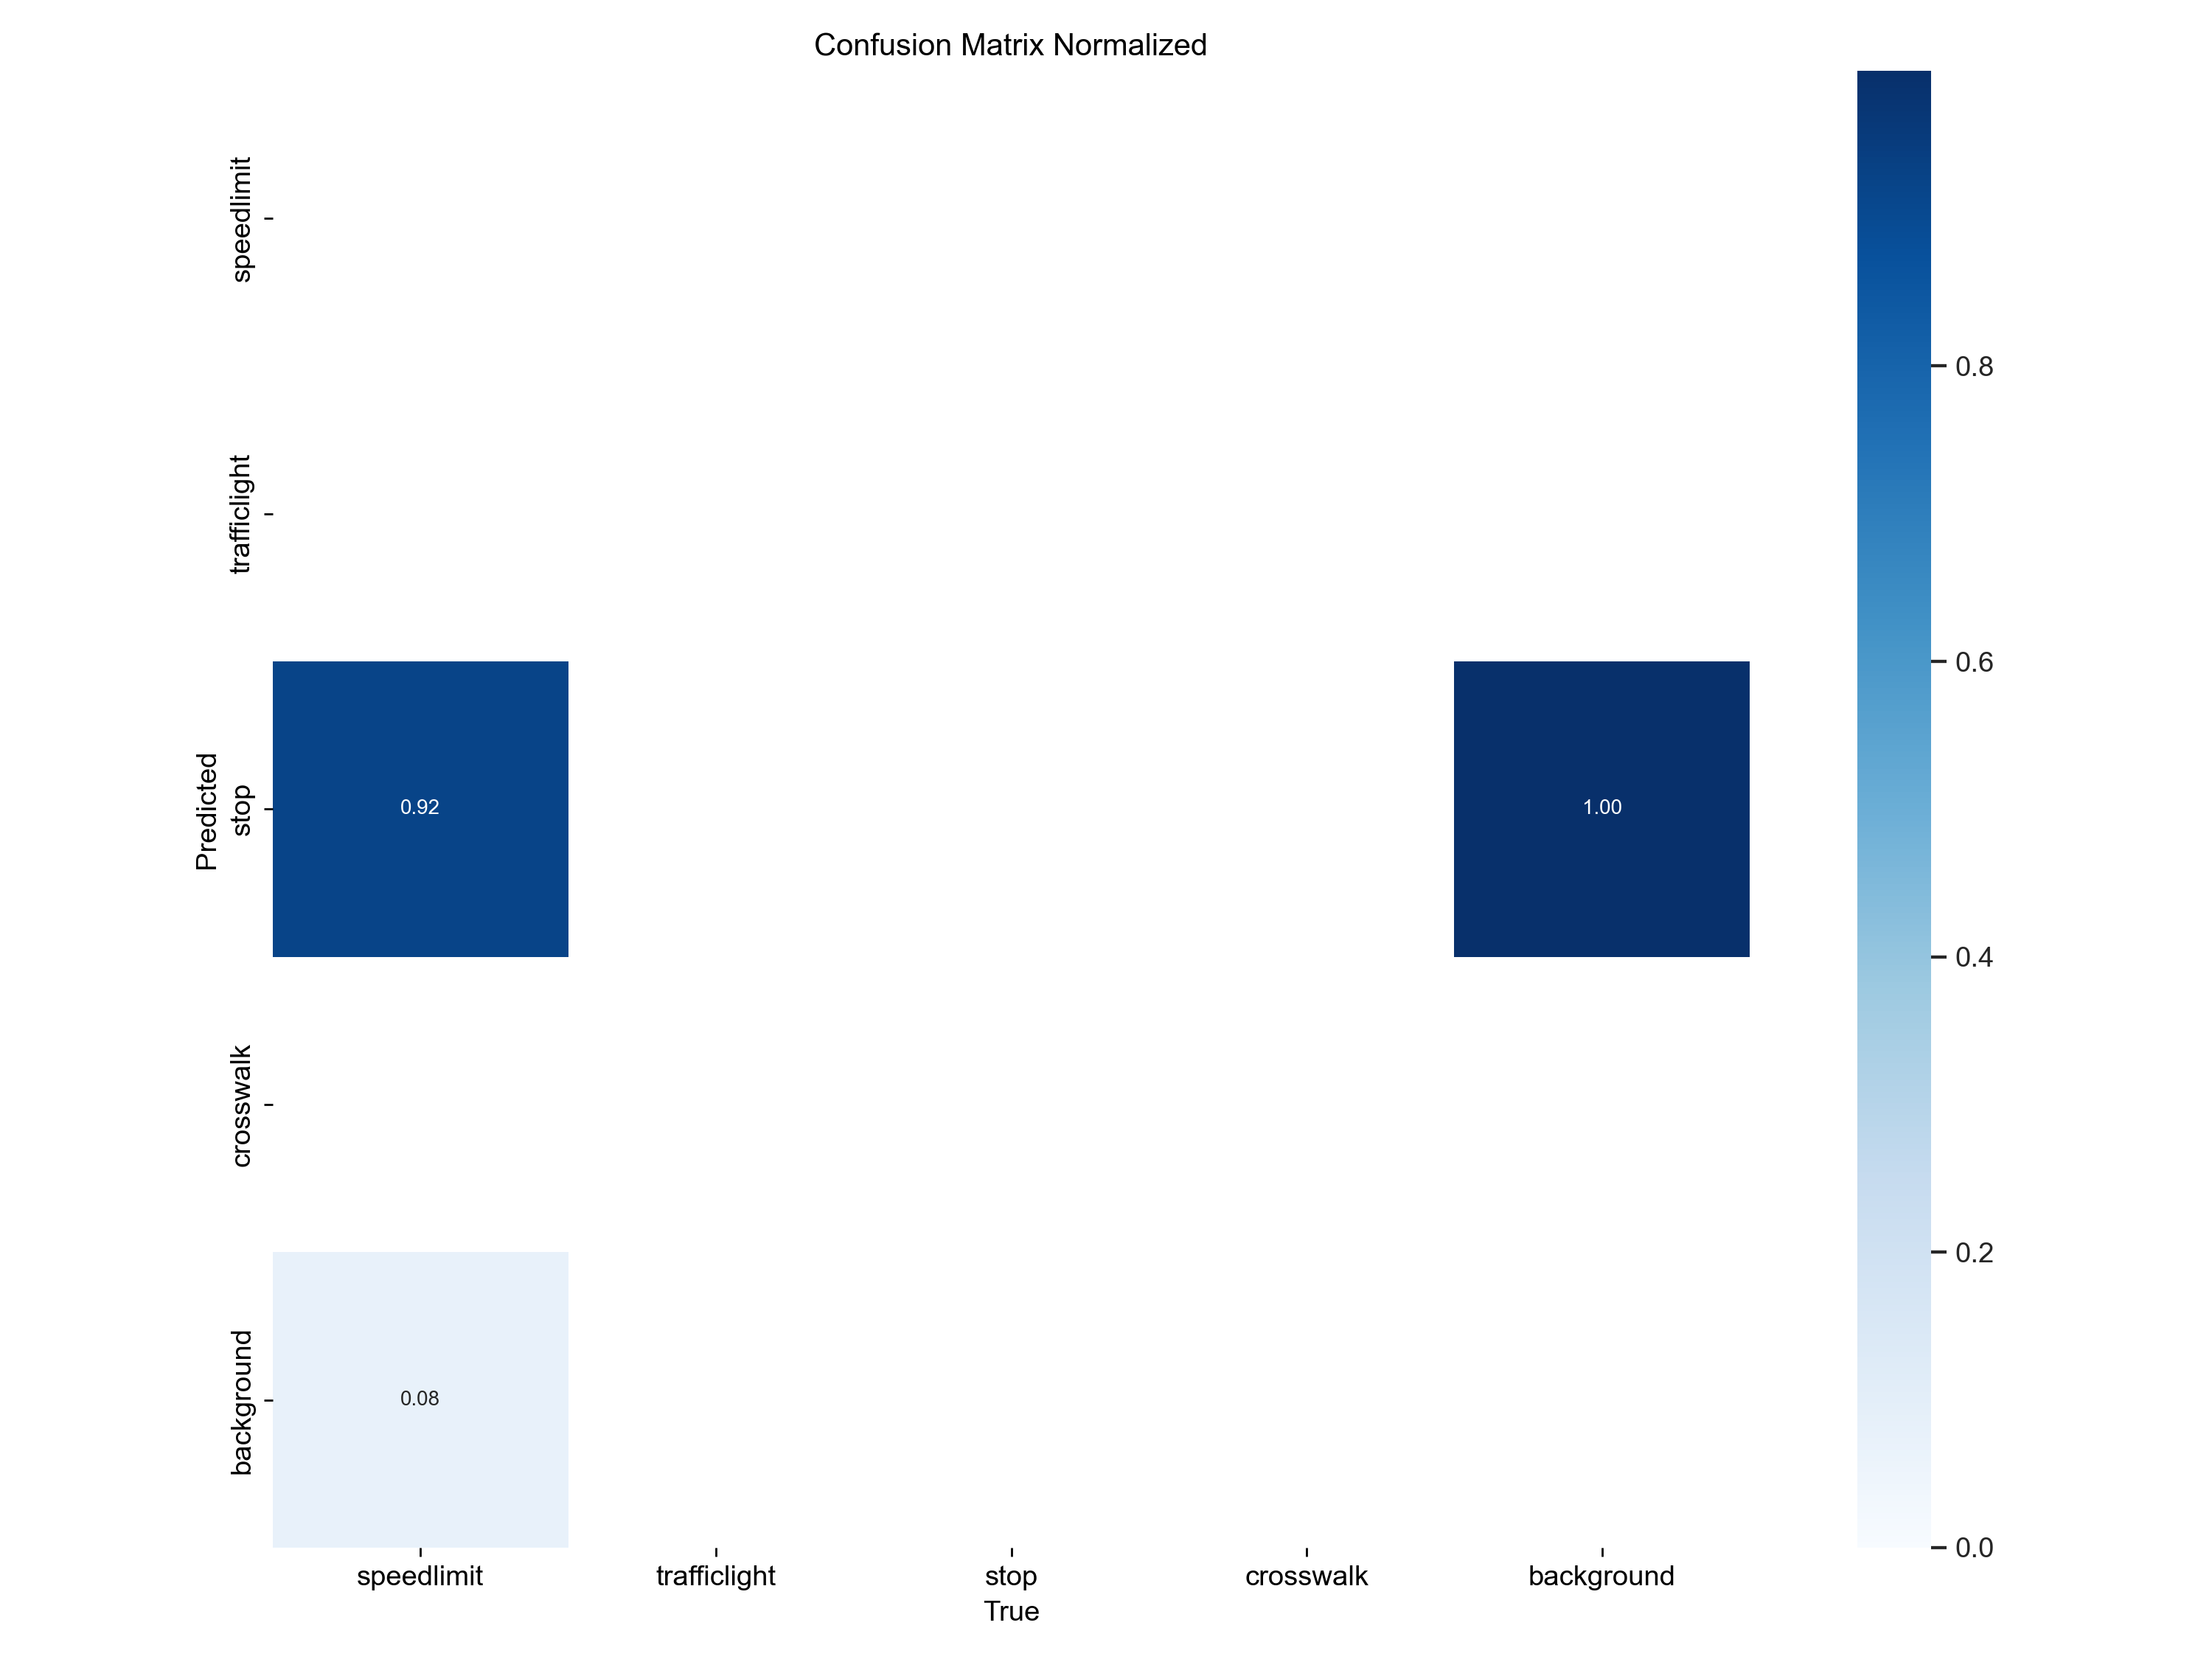 Confusion Matrix Normalized
speedlimit
trafficlight
stop
crosswalk
background
Predicted
0.92
1.00
0.08
speedlimit
trafficlight
stop
crosswalk
background
True
0.8
0.6
0.4
0.2
0.0